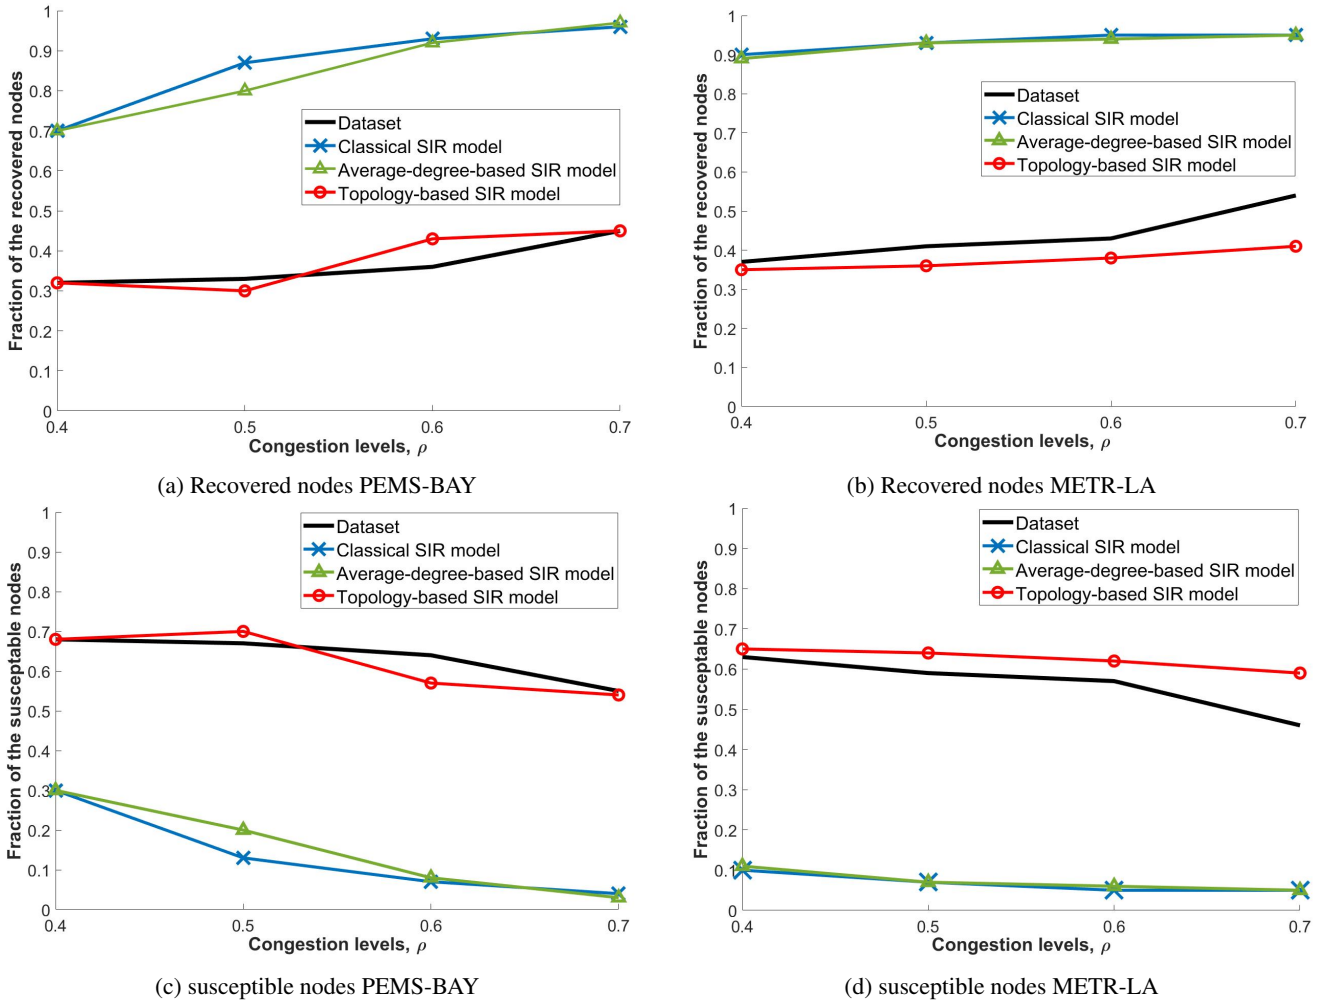 1
0.9
0.8
0.7
0.6
0.5
0.4
0.3
0.2
0.1
0
Fraction of the recovered nodes
Dataset
Classical SIR model
Average-degree-based SIR model
Topology-based SIR model
0.4 0.5 0.6 0.7
Congestion levels, ρ
(a) Recovered nodes PEMS-BAY
1
0.9
0.8
0.7
0.6
0.5
0.4
0.3
0.2
0.1
0
Fraction of the recovered nodes
Dataset
Classical SIR model
Average-degree-based SIR model
Topology-based SIR model
0.4 0.5 0.6 0.7
Congestion levels, ρ
(b) Recovered nodes METR-LA
1
0.9
0.8
0.7
0.6
0.5
0.4
0.3
0.2
0.1
0
Fraction of the susceptable nodes
Dataset
Classical SIR model
Average-degree-based SIR model
Topology-based SIR model
0.4 0.5 0.6 0.7
Congestion levels, ρ
(c) susceptible nodes PEMS-BAY
1
0.9
0.8
0.7
0.6
0.5
0.4
0.3
0.2
0.1
0
Fraction of the susceptable nodes
Dataset
Classical SIR model
Average-degree-based SIR model
Topology-based SIR model
0.4 0.5 0.6 0.7
Congestion levels, ρ
(d) susceptible nodes METR-LA